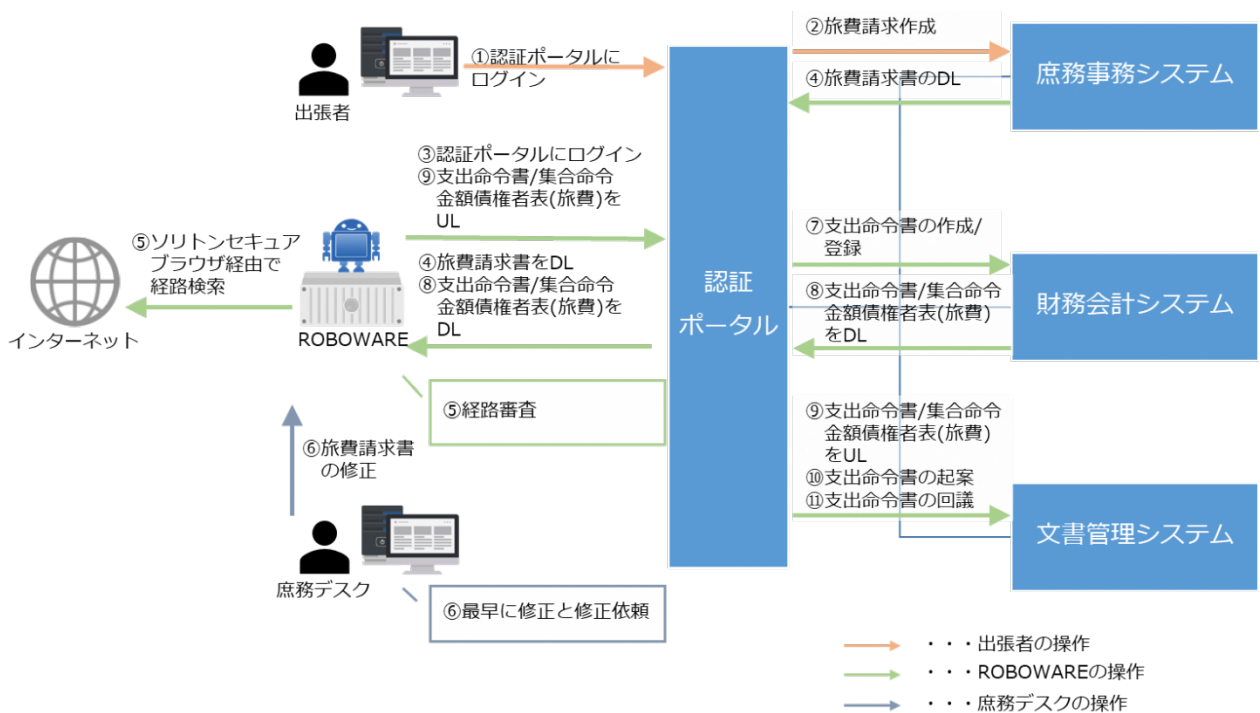 ②旅費請求作成
①認証ポータルに
ログイン
出張者
④旅費請求書のDL
庶務事務システム
③認証ポータルにログイン
⑨支出命令書/集合命令
金額債権者表(旅費)を
UL
⑤ソリトンセキュア
ブラウザ経由で
経路検索
インターネット
ROBOWARE
④旅費請求書をDL
⑧支出命令書/集合命令
金額債権者表(旅費)を
DL
認証
ポータル
⑦支出命令書の作成/
登録
⑧支出命令書/集合命令
金額債権者表(旅費)
をDL
財務会計システム
⑤経路審査
⑥旅費請求書
の修正
⑨支出命令書/集合命令
金額債権者表(旅費)
をUL
⑩支出命令書の起案
⑪支出命令書の回議
文書管理システム
庶務デスク
⑥最早に修正と修正依頼
・・・出張者の操作
・・・ROBOWAREの操作
・・・庶務デスクの操作